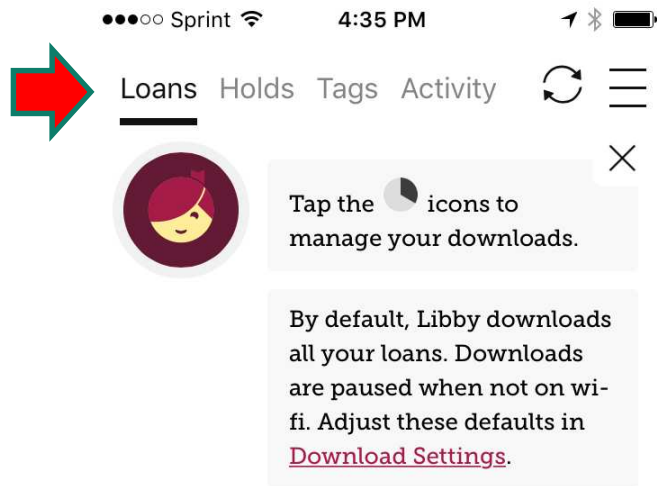 Sprint 4:35 PM
Loans Holds Tags Activity
Tap the icons to
manage your downloads.
By default, Libby downloads
all your loans. Downloads
are paused when not on wi-
fi. Adjust these defaults in
Download Settings.